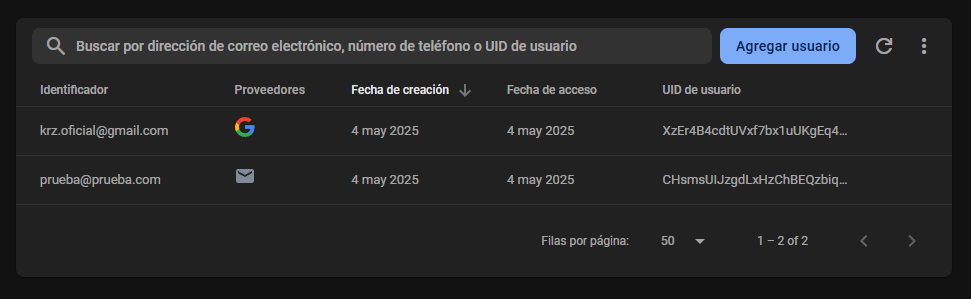 Buscar por dirección de correo electrónico, número de teléfono o UID de usuario Agregar usuario
Identificador Proveedores Fecha de creación Fecha de acceso UID de usuario
krz.oficial@gmail.com 4 may 2025 4 may 2025 XzEr4B4cdtUVxf7bx1uUKgEq4...
prueba@prueba.com 4 may 2025 4 may 2025 CHsmsUIJzgdLxHzChBEQzbiq...
Filas por página: 50 1 – 2 of 2